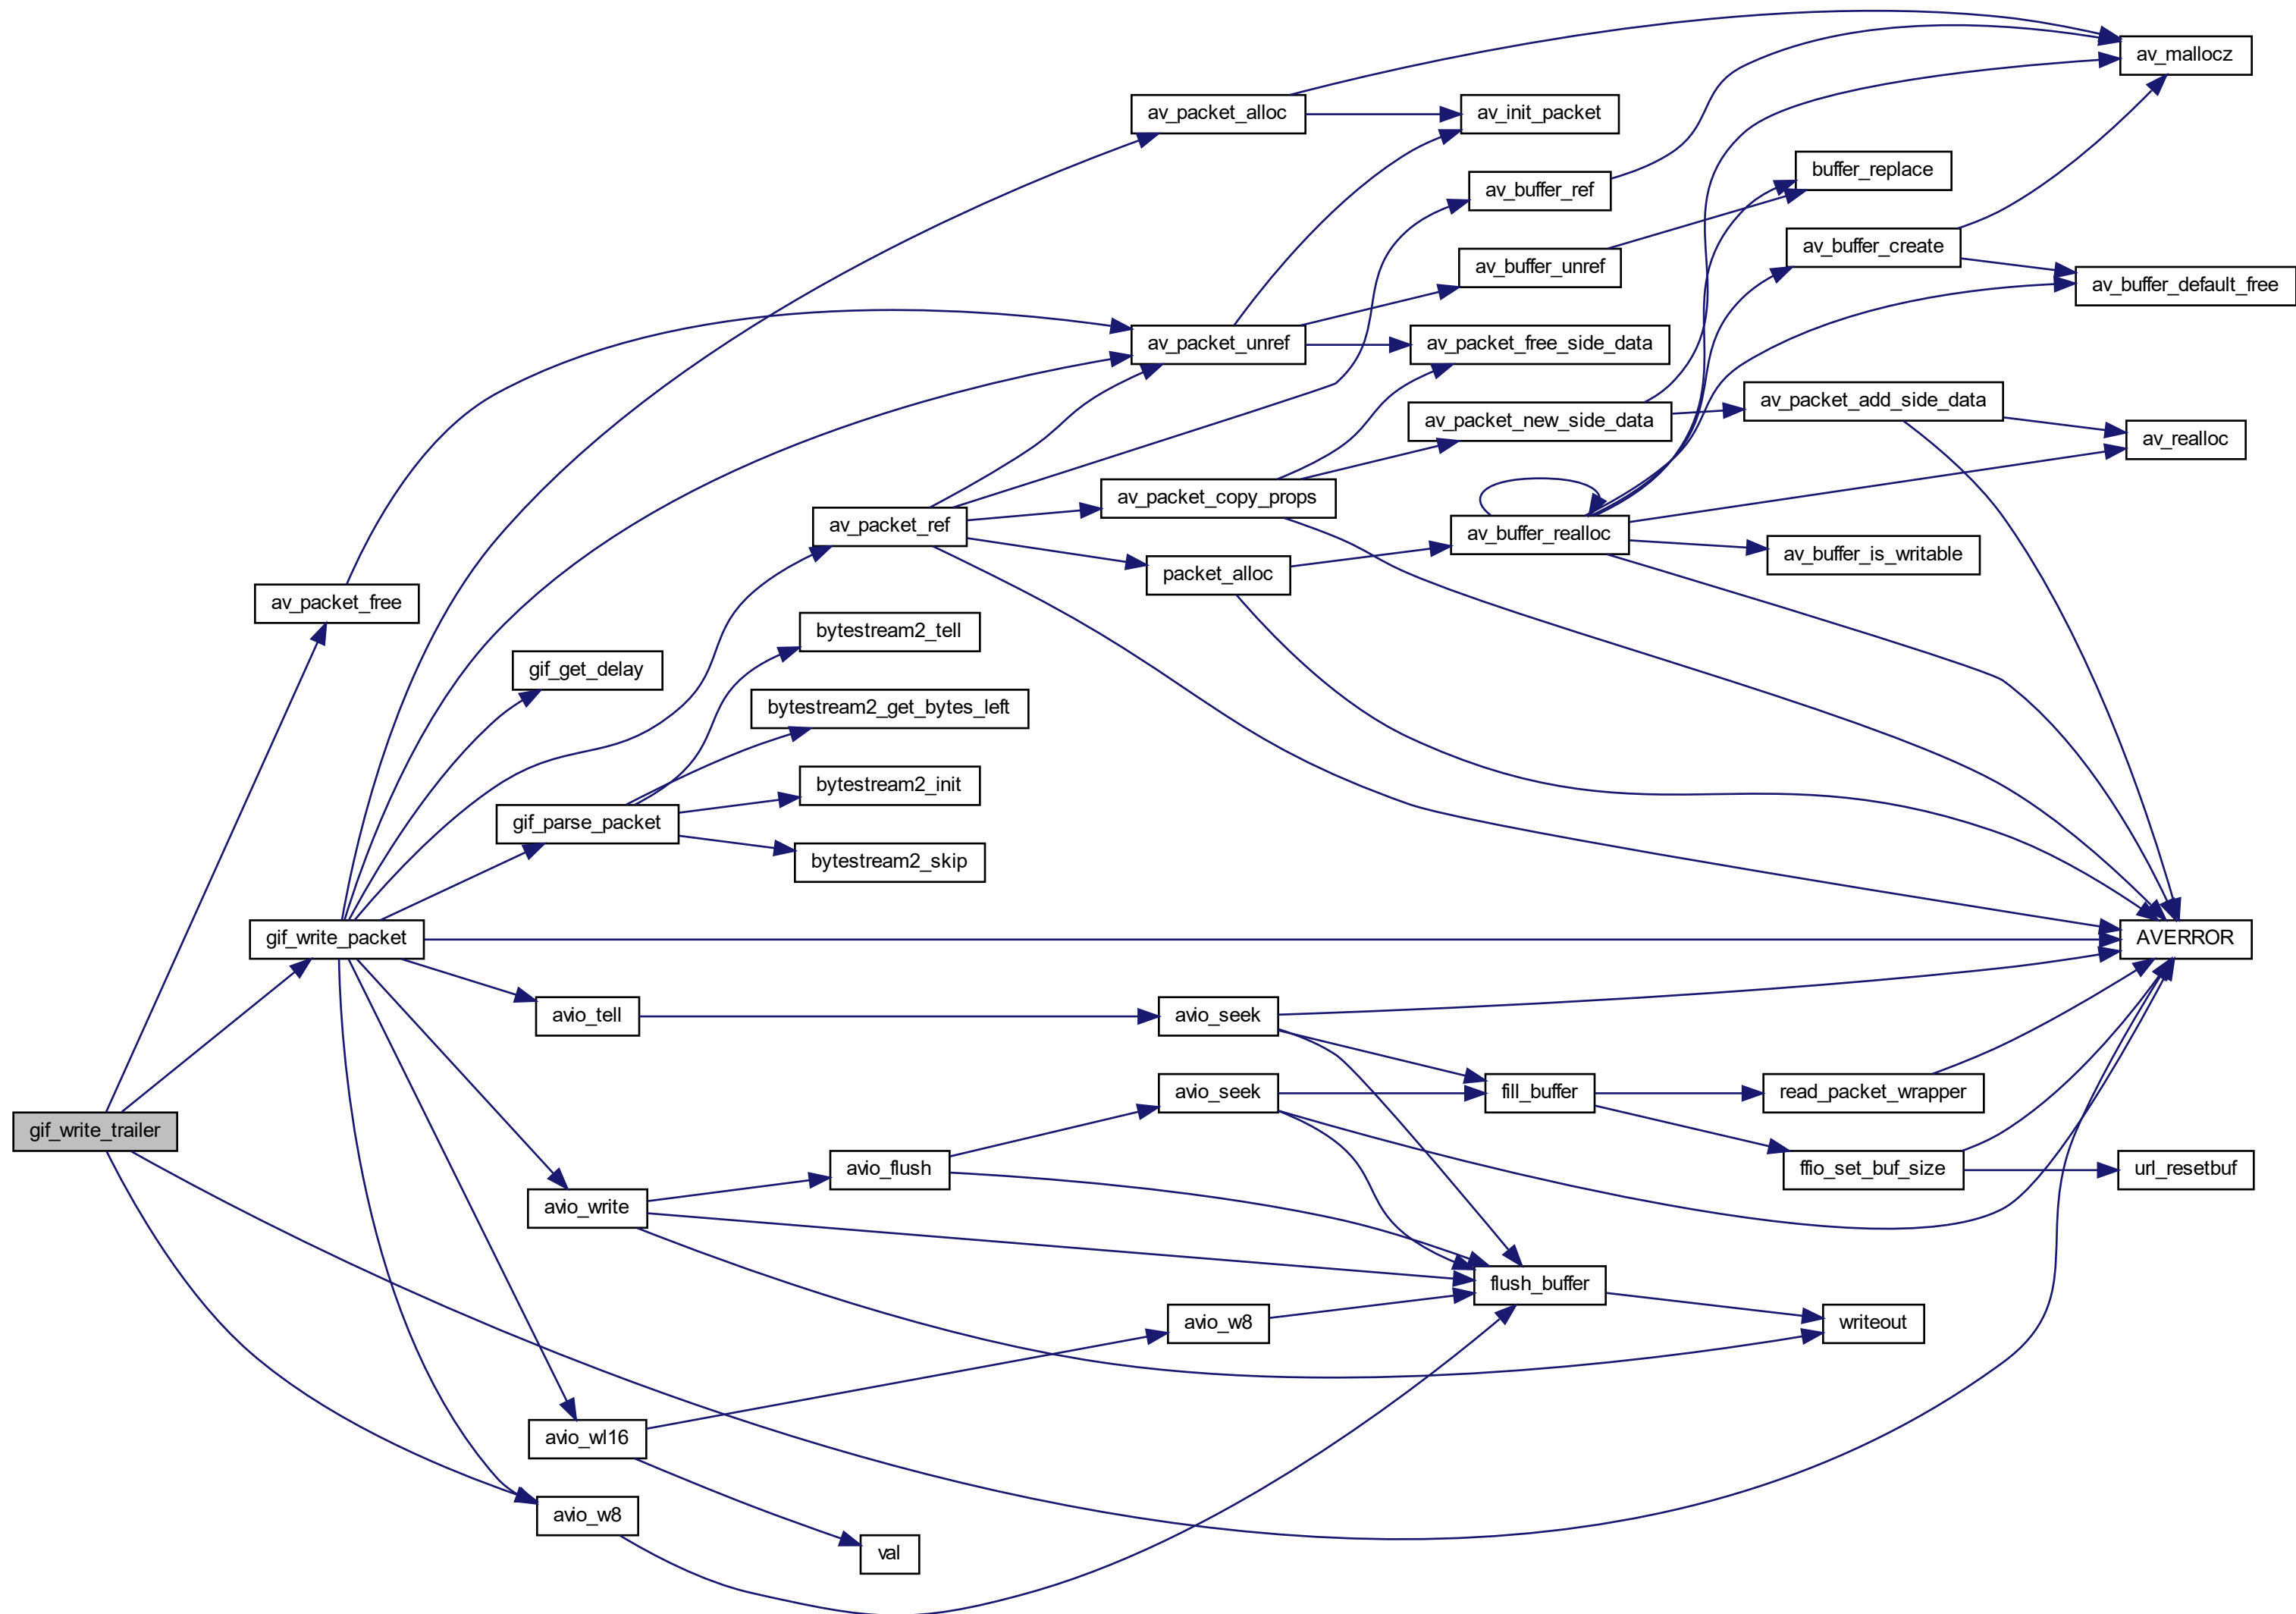 av_mallocz
av_packet_alloc
av_init_packet
buffer_replace
av_buffer_ref
av_buffer_create
av_buffer_unref
av_buffer_default_free
av_packet_unref
av_packet_free_side_data
av_packet_add_side_data
av_packet_new_side_data
av_realloc
av_packet_copy_props
av_packet_ref
av_buffer_realloc
av_buffer_is_writable
packet_alloc
av_packet_free
bytestream2_tell
gif_get_delay
bytestream2_get_bytes_left
bytestream2_init
gif_parse_packet
bytestream2_skip
gif_write_packet
AVERROR
avio_tell
avio_seek
avio_seek
fill_buffer
read_packet_wrapper
gif_write_trailer
avio_flush
ffio_set_buf_size
url_resetbuf
avio_write
flush_buffer
avio_w8
writeout
avio_wl16
avio_w8
val